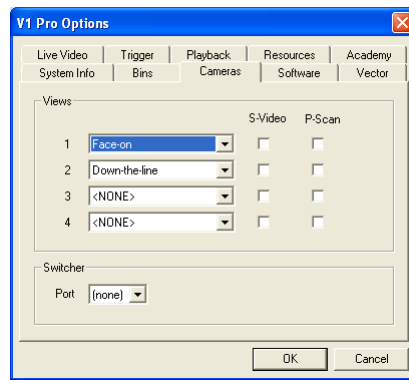 V1 Pro Options
Live Video Trigger Playback Resources Academy
System Info Bins Cameras Software Vector
Views
S-Video P-Scan
1 Face-on
2 Down-the-line
3 <NONE>
4 <NONE>
Switcher
Port (none)
OK Cancel